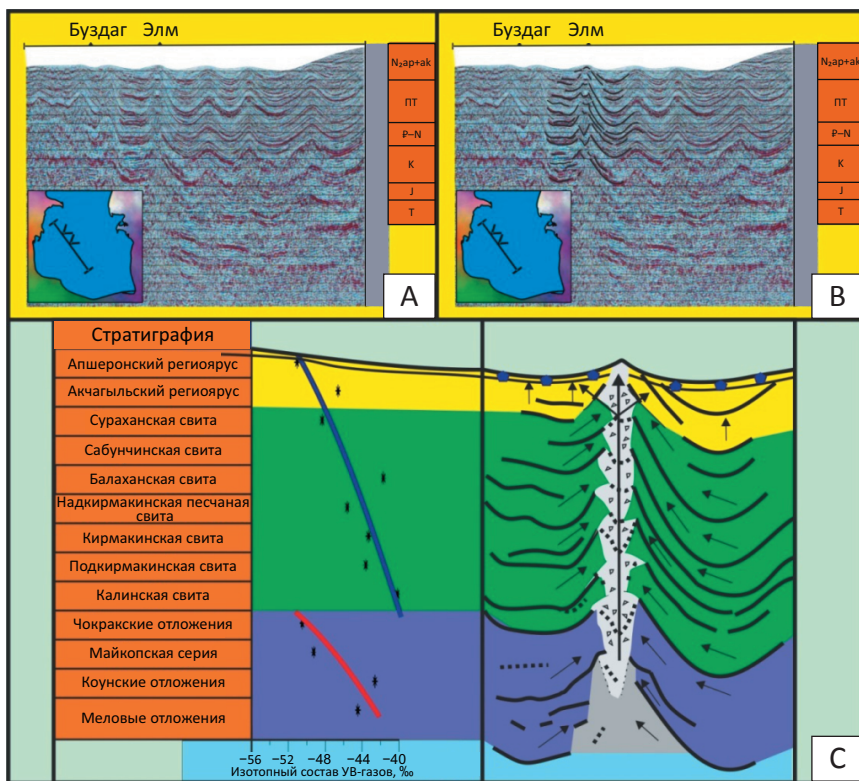 Буздаг Элм
N₂ap+ak
ПТ
₽–N
K
J
T
A
Буздаг Элм
N₂ap+ak
ПТ
₽–N
K
J
T
B
Стратиграфия
Апшеронский региоярус
Акчагыльский региоярус
Сураханская свита
Сабунчинская свита
Балаханская свита
Надкирмакинская песчаная
свита
Кирмакинская свита
Подкирмакинская свита
Калинская свита
Чокракские отложения
Майкопская серия
Коунские отложения
Меловые отложения
−56 −52 −48 −44 −40
Изотопный состав УВ-газов, ‰
C